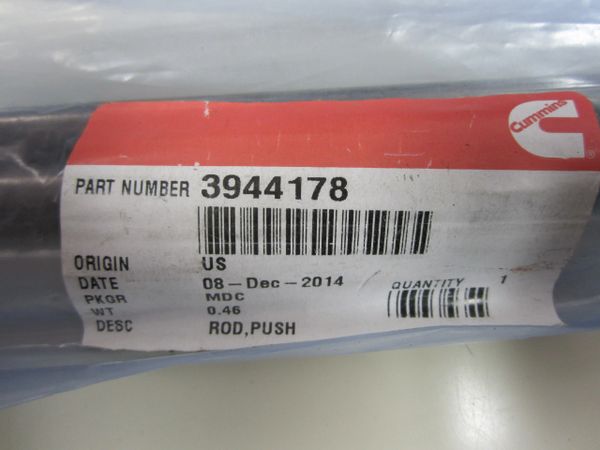 Cummins
®
PART NUMBER 3944178
ORIGIN US
DATE 08-Dec-2014 QUANTITY 1
PKGR MDC
WT 0.46
DESC ROD,PUSH